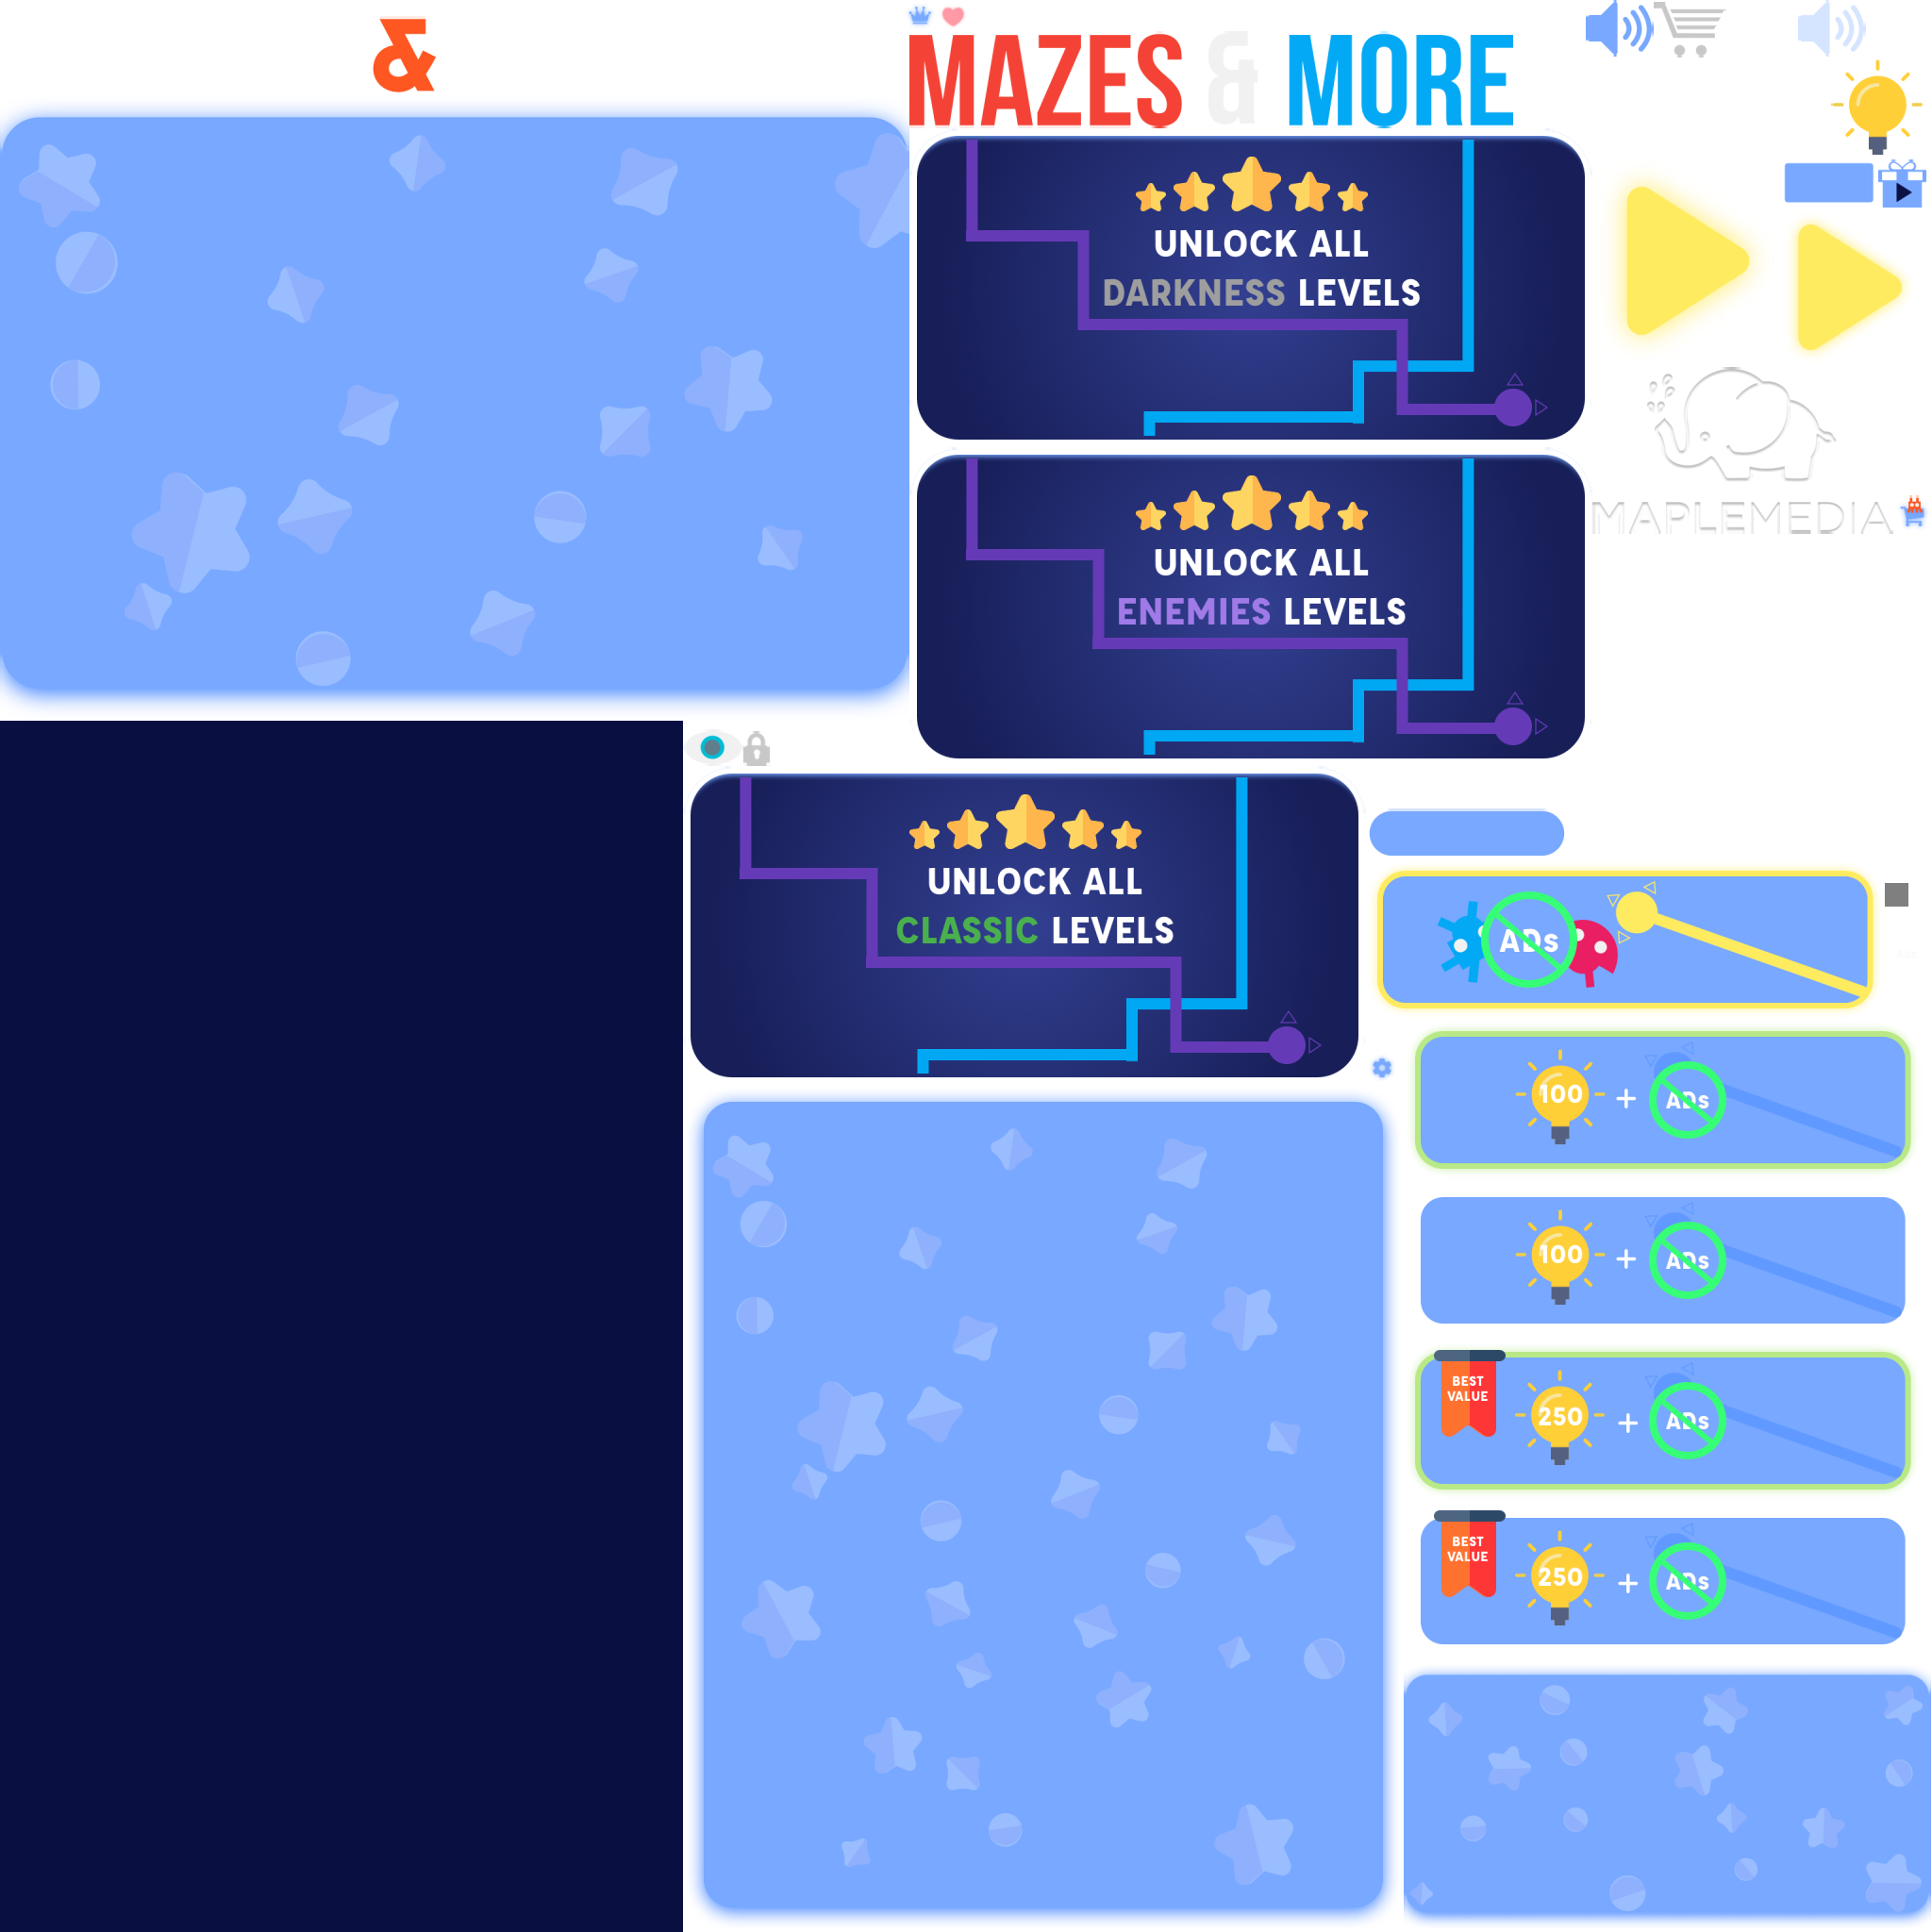 &
MAZES & MORE
UNLOCK ALL
DARKNESS LEVELS
MAPLEMEDIA
UNLOCK ALL
ENEMIES LEVELS
UNLOCK ALL
CLASSIC LEVELS
ADs
100 + ADs
100 + ADs
BEST
VALUE
250 + ADs
BEST
VALUE
250 + ADs